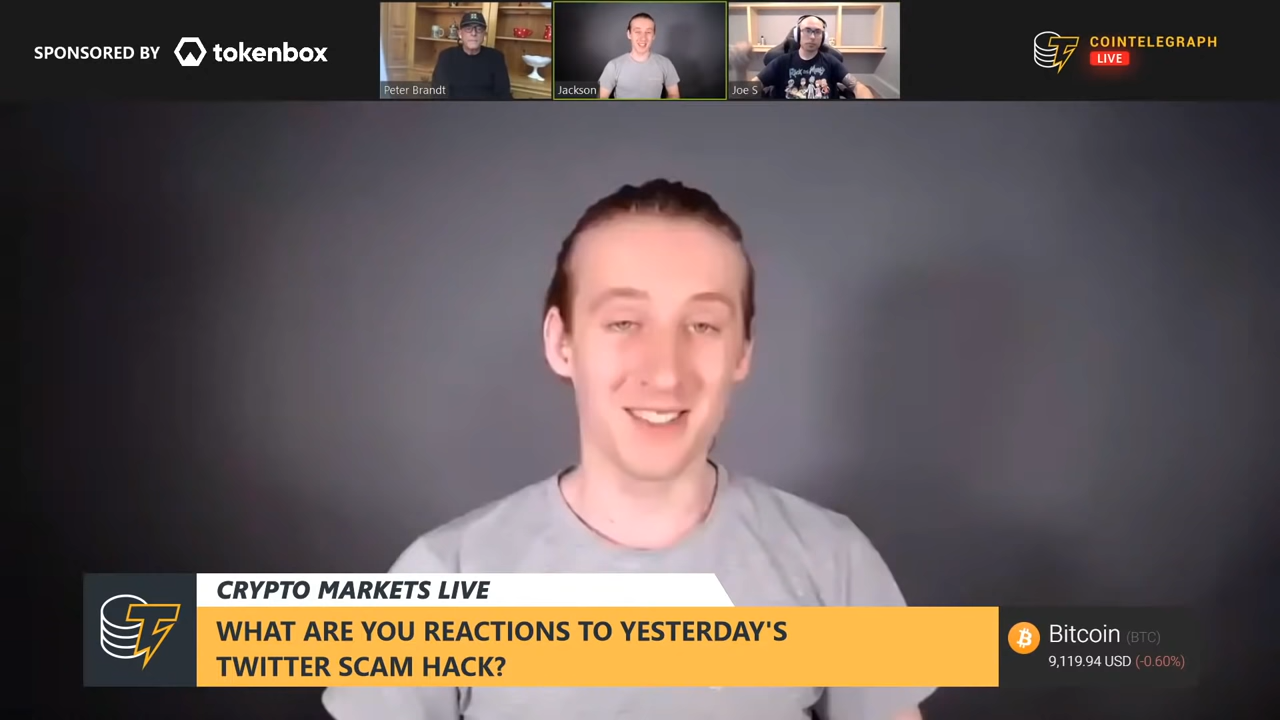 SPONSORED BY tokenbox
Peter Brandt
Jackson
Joe S
COINTELEGRAPH
LIVE
CRYPTO MARKETS LIVE
WHAT ARE YOU REACTIONS TO YESTERDAY'S
TWITTER SCAM HACK?
Bitcoin (BTC)
9,119.94 USD (-0.60%)